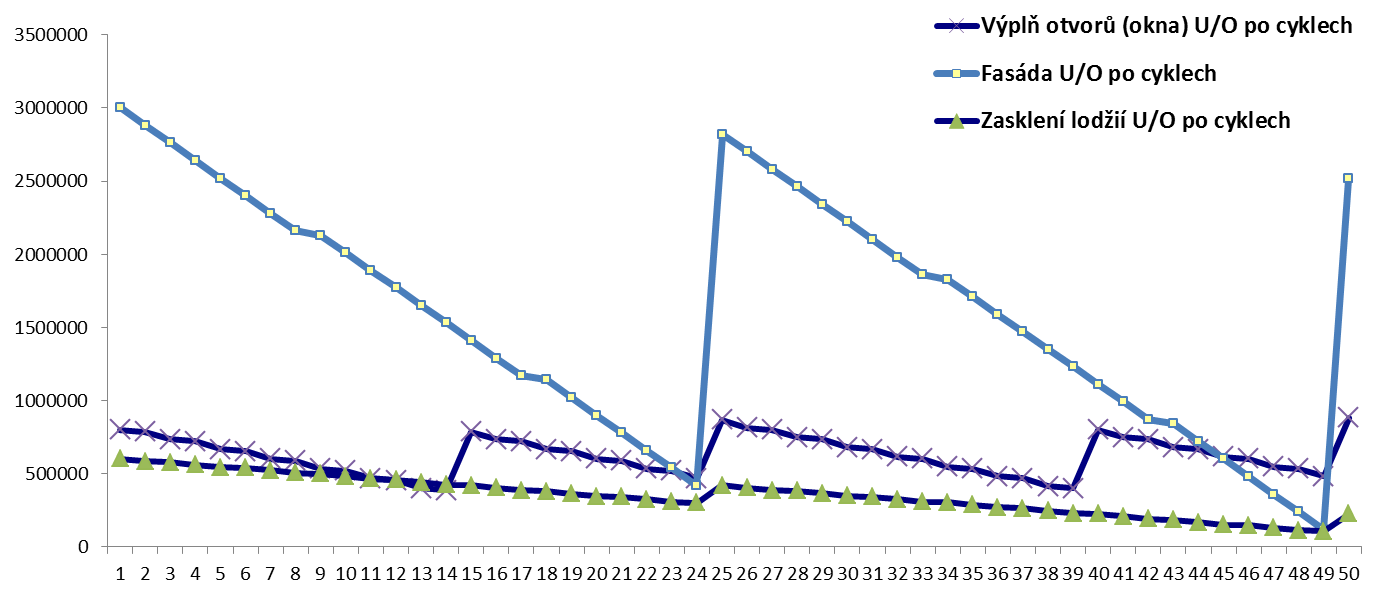 Výplň otvorů (okna) U/O po cyklech
Fasáda U/O po cyklech
Zasklení lodžií U/O po cyklech
3500000
3000000
2500000
2000000
1500000
1000000
500000
0
1 2 3 4 5 6 7 8 9 10 11 12 13 14 15 16 17 18 19 20 21 22 23 24 25 26 27 28 29 30 31 32 33 34 35 36 37 38 39 40 41 42 43 44 45 46 47 48 49 50